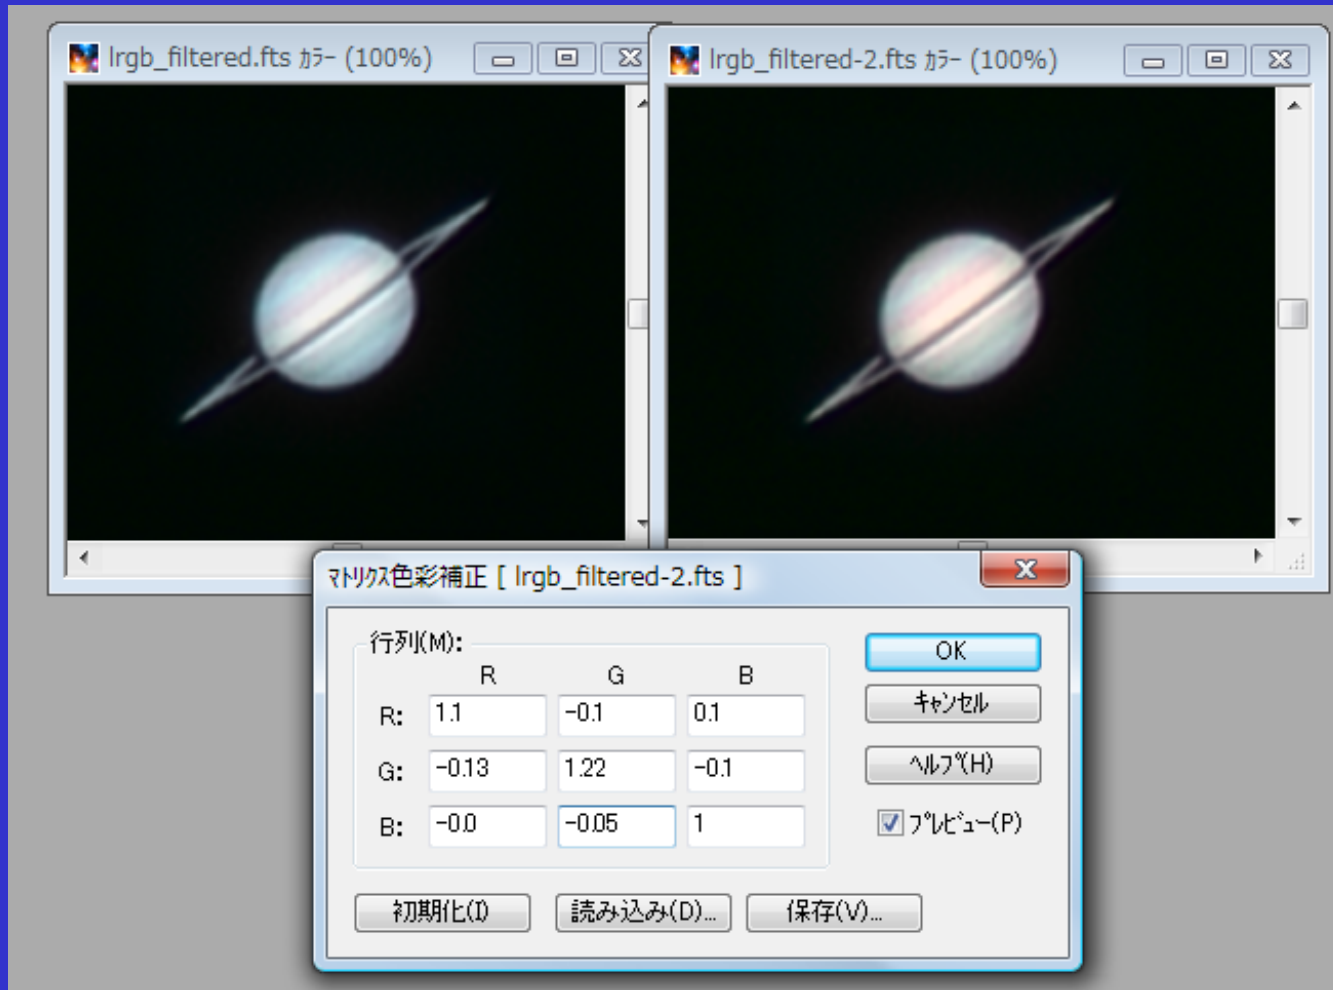 lrgb_filtered.fts ｶﾗｰ (100%)
lrgb_filtered-2.fts ｶﾗｰ (100%)
ﾏﾄﾘｸｽ色彩補正 [ lrgb_filtered-2.fts ]
行列(M):
R G B
R: 1.1 -0.1 0.1
G: -0.13 1.22 -0.1
B: -0.0 -0.05 1
OK
ｷｬﾝｾﾙ
ﾍﾙﾌﾟ(H)
ﾌﾟﾚﾋﾞｭｰ(P)
初期化(I) 読み込み(D)... 保存(V)...